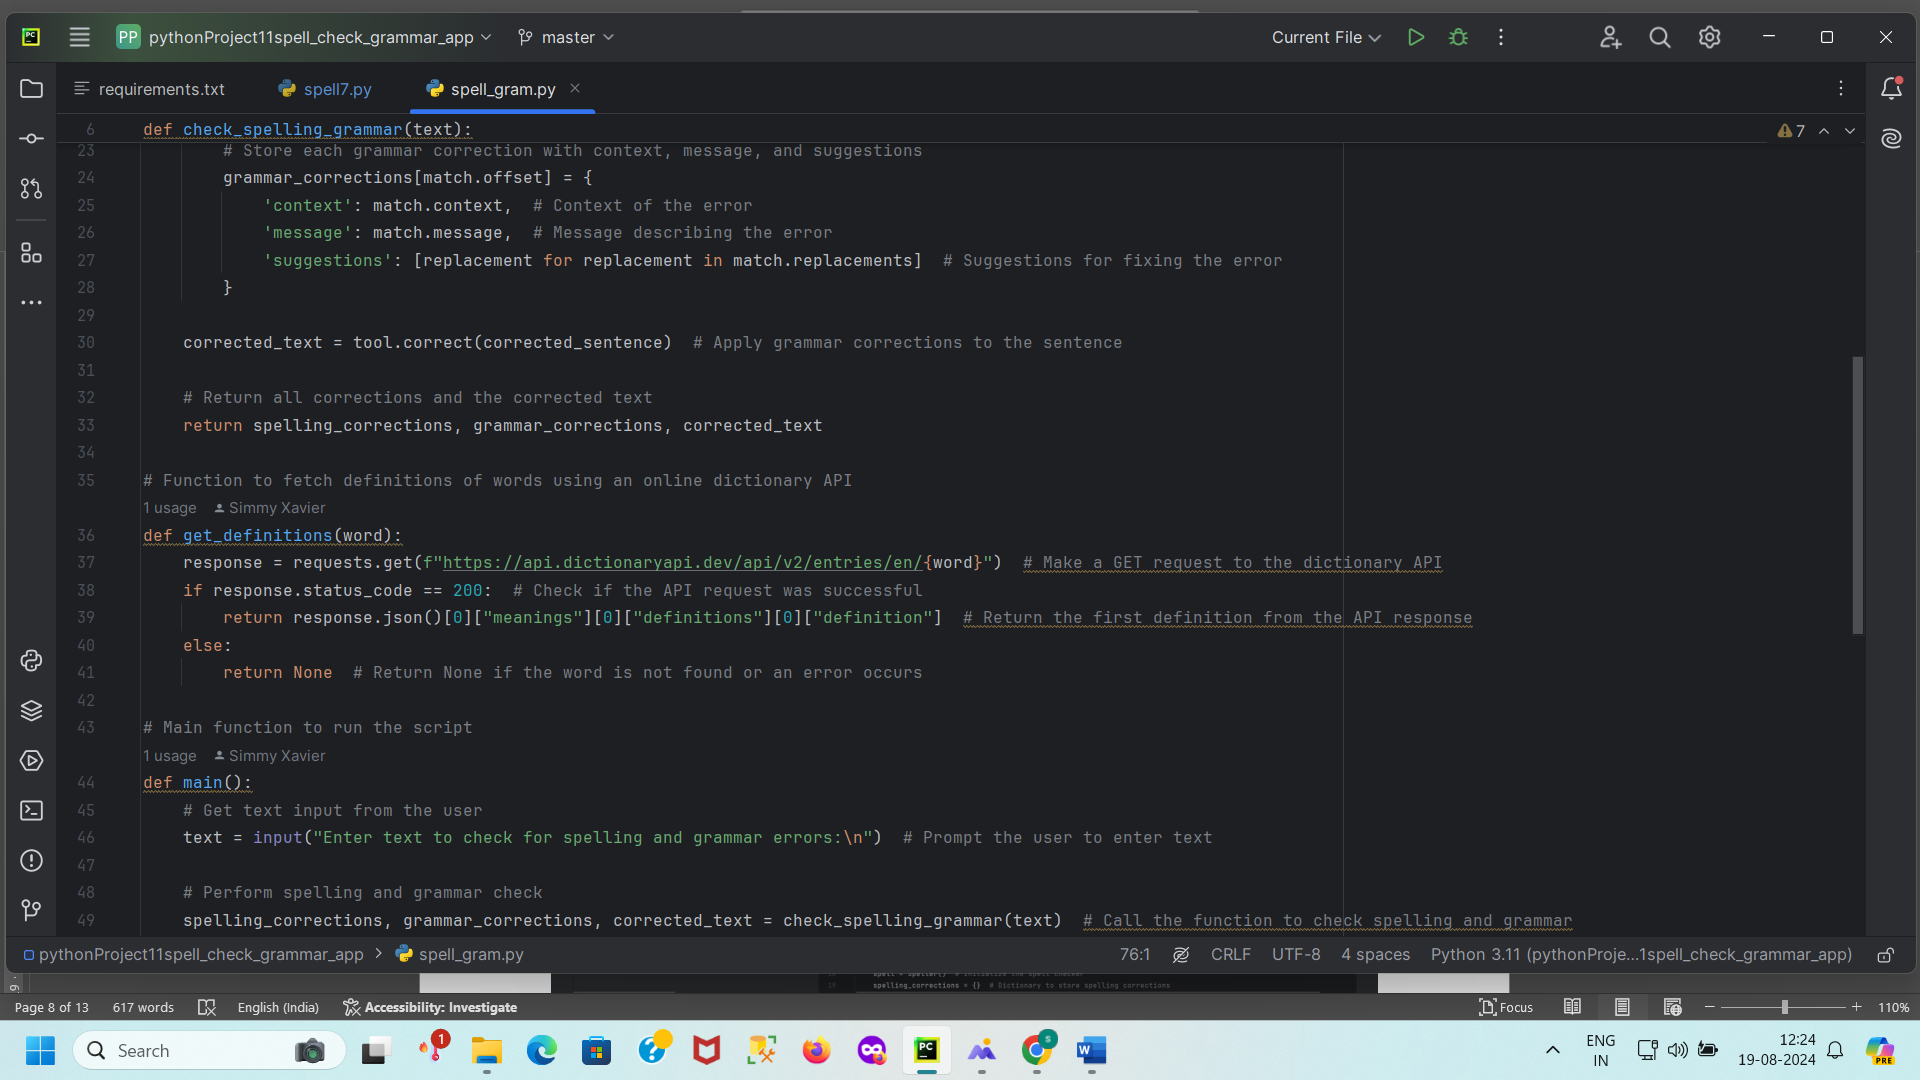 PC
PP pythonProject11spell_check_grammar_app master Current File
requirements.txt spell7.py spell_gram.py
6 def check_spelling_grammar(text): 7
23 # Store each grammar correction with context, message, and suggestions
24 grammar_corrections[match.offset] = {
25 'context': match.context,  # Context of the error
26 'message': match.message,  # Message describing the error
27 'suggestions': [replacement for replacement in match.replacements]  # Suggestions for fixing the error
28 }
29
30 corrected_text = tool.correct(corrected_sentence)  # Apply grammar corrections to the sentence
31
32 # Return all corrections and the corrected text
33 return spelling_corrections, grammar_corrections, corrected_text
34
35 # Function to fetch definitions of words using an online dictionary API
1 usage Simmy Xavier
36 def get_definitions(word):
37 response = requests.get(f"https://api.dictionaryapi.dev/api/v2/entries/en/{word}")  # Make a GET request to the dictionary API
38 if response.status_code == 200:  # Check if the API request was successful
39 return response.json()[0]["meanings"][0]["definitions"][0]["definition"]  # Return the first definition from the API response
40 else:
41 return None  # Return None if the word is not found or an error occurs
42
43 # Main function to run the script
1 usage Simmy Xavier
44 def main():
45 # Get text input from the user
46 text = input("Enter text to check for spelling and grammar errors:\n")  # Prompt the user to enter text
47
48 # Perform spelling and grammar check
49 spelling_corrections, grammar_corrections, corrected_text = check_spelling_grammar(text)  # Call the function to check spelling and grammar
pythonProject11spell_check_grammar_app > spell_gram.py 76:1 CRLF UTF-8 4 spaces Python 3.11 (pythonProje...1spell_check_grammar_app)
19 spelling_corrections = {}  # Dictionary to store spelling corrections
Page 8 of 13 617 words English (India) Accessibility: Investigate Focus 110%
Search 1 PC S W ENG 12:24
IN 19-08-2024 PRE